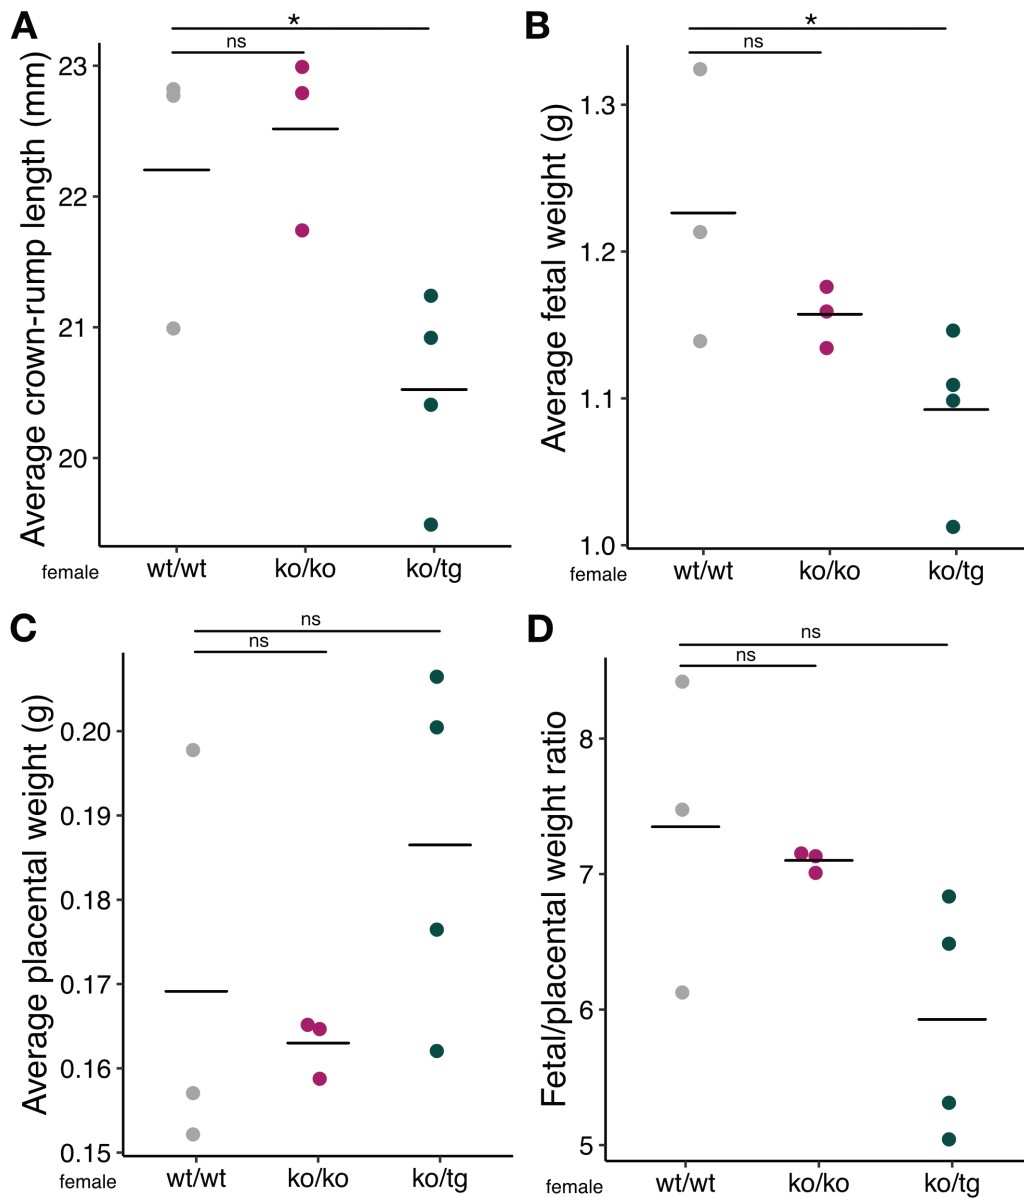 A
*
ns
Average crown-rump length (mm)
23
22
21
20
female
wt/wt
ko/ko
ko/tg
B
*
ns
Average fetal weight (g)
1.3
1.2
1.1
1.0
female
wt/wt
ko/ko
ko/tg
C
ns
ns
Average placental weight (g)
0.20
0.19
0.18
0.17
0.16
0.15
female
wt/wt
ko/ko
ko/tg
D
ns
ns
Fetal/placental weight ratio
8
7
6
5
female
wt/wt
ko/ko
ko/tg